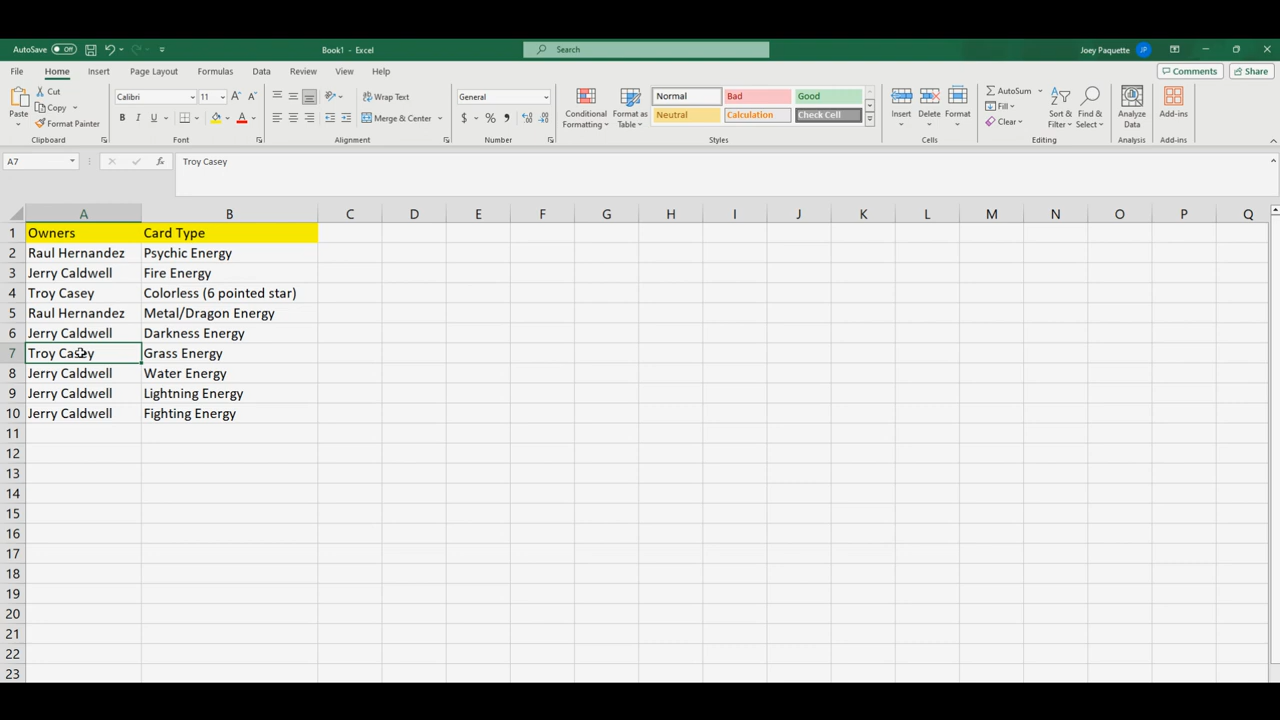 AutoSave Off Book1 - Excel Search Joey Paquette JP
File Home Insert Page Layout Formulas Data Review View Help Comments Share
Paste Cut Copy Format Painter Clipboard
Calibri 11 A A B I U A Font
Wrap Text Merge & Center Alignment
General $ % , Number
Conditional Formatting Format as Table Normal Bad Good Neutral Calculation Check Cell Styles
Insert Delete Format Cells
AutoSum Fill Clear Sort & Filter Find & Select Editing
Analyze Data Analysis
Add-ins Add-ins
A7 fx Troy Casey
A B C D E F G H I J K L M N O P Q
1 Owners Card Type
2 Raul Hernandez Psychic Energy
3 Jerry Caldwell Fire Energy
4 Troy Casey Colorless (6 pointed star)
5 Raul Hernandez Metal/Dragon Energy
6 Jerry Caldwell Darkness Energy
7 Troy Casey Grass Energy
8 Jerry Caldwell Water Energy
9 Jerry Caldwell Lightning Energy
10 Jerry Caldwell Fighting Energy
11
12
13
14
15
16
17
18
19
20
21
22
23